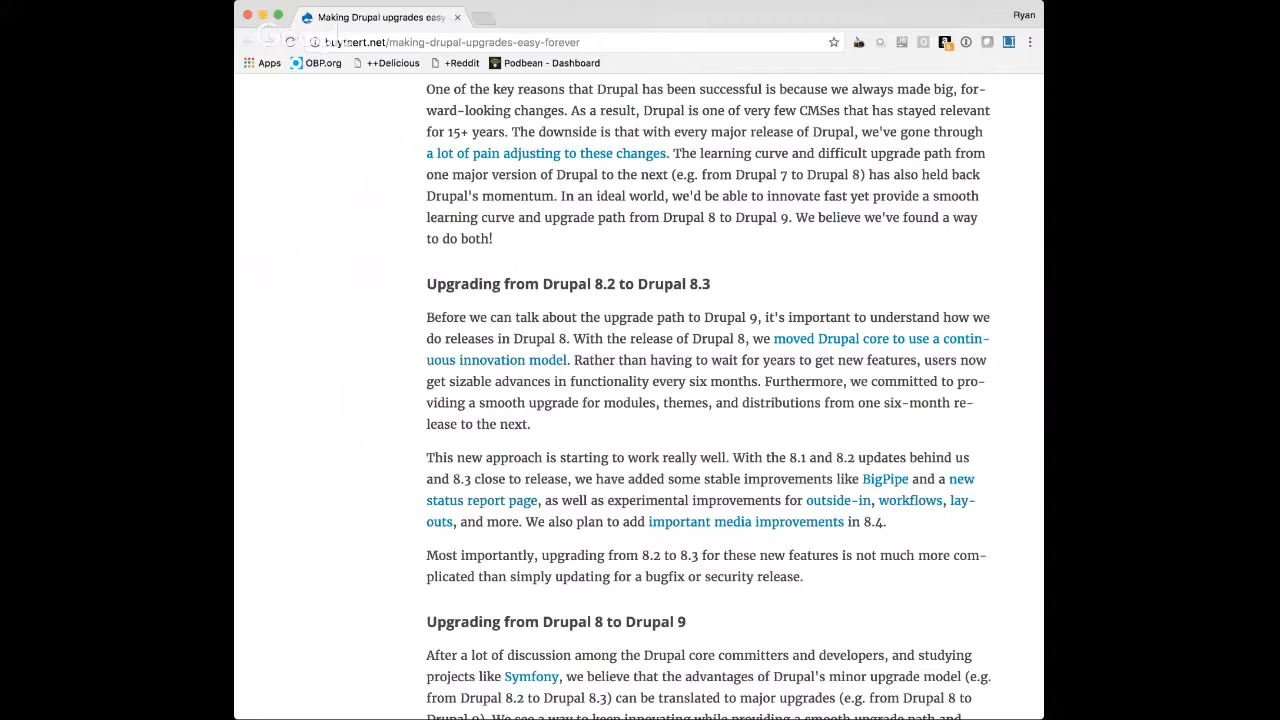 Making Drupal upgrades easy
Ryan
buytaert.net/making-drupal-upgrades-easy-forever
Apps
OBP.org
++Delicious
+Reddit
Podbean - Dashboard
One of the key reasons that Drupal has been successful is because we always made big, for-
ward-looking changes. As a result, Drupal is one of very few CMSes that has stayed relevant
for 15+ years. The downside is that with every major release of Drupal, we've gone through
a lot of pain adjusting to these changes. The learning curve and difficult upgrade path from
one major version of Drupal to the next (e.g. from Drupal 7 to Drupal 8) has also held back
Drupal's momentum. In an ideal world, we'd be able to innovate fast yet provide a smooth
learning curve and upgrade path from Drupal 8 to Drupal 9. We believe we've found a way
to do both!
Upgrading from Drupal 8.2 to Drupal 8.3
Before we can talk about the upgrade path to Drupal 9, it's important to understand how we
do releases in Drupal 8. With the release of Drupal 8, we moved Drupal core to use a contin-
uous innovation model. Rather than having to wait for years to get new features, users now
get sizable advances in functionality every six months. Furthermore, we committed to pro-
viding a smooth upgrade for modules, themes, and distributions from one six-month re-
lease to the next.
This new approach is starting to work really well. With the 8.1 and 8.2 updates behind us
and 8.3 close to release, we have added some stable improvements like BigPipe and a new
status report page, as well as experimental improvements for outside-in, workflows, lay-
outs, and more. We also plan to add important media improvements in 8.4.
Most importantly, upgrading from 8.2 to 8.3 for these new features is not much more com-
plicated than simply updating for a bugfix or security release.
Upgrading from Drupal 8 to Drupal 9
After a lot of discussion among the Drupal core committers and developers, and studying
projects like Symfony, we believe that the advantages of Drupal's minor upgrade model (e.g.
from Drupal 8.2 to Drupal 8.3) can be translated to major upgrades (e.g. from Drupal 8 to
Drupal 9). We see a way to keep innovating while providing a smooth upgrade path and